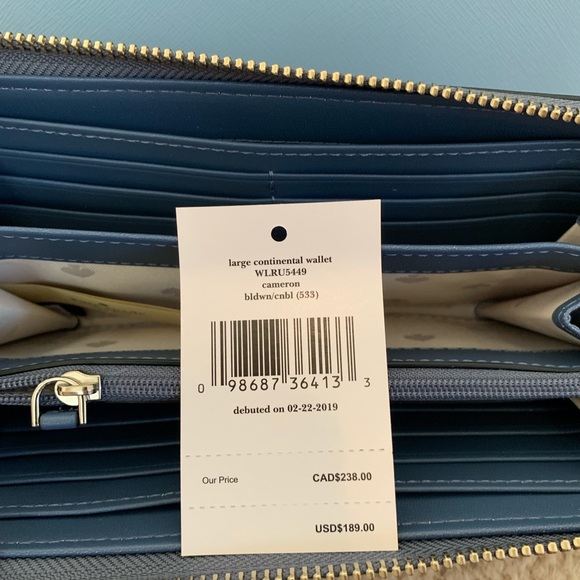 large continental wallet
WLRU5449
cameron
bldwn/cnbl (533)
0 98687 36413 3
debuted on 02-22-2019
Our Price CAD$238.00
USD$189.00